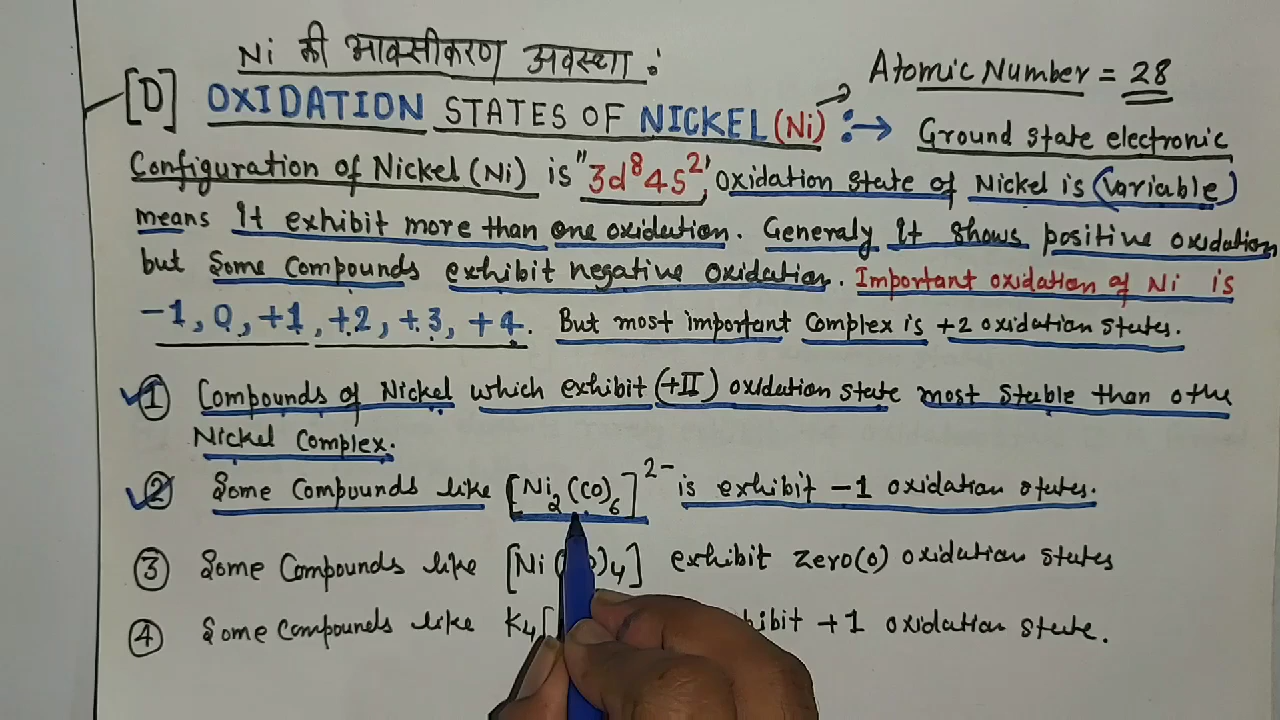 Ni की आक्सीकरण अवस्था :
Atomic Number = 28
[D] OXIDATION STATES OF NICKEL (Ni) :→ Ground state electronic
Configuration of Nickel (Ni) is "3d⁸4s²", Oxidation state of Nickel is (variable)
means It exhibit more than one oxidation. Generaly It shows positive oxidation
but Some Compounds exhibit negative oxidation. Important oxidation of Ni is
-1, 0, +1, +2, +3, +4. But most important Complex is +2 oxidation states.
① Compounds of Nickel which exhibit (+II) oxidation state most stable than othe
Nickel Complex.
② Some Compounds like [Ni₂(CO)₆]²⁻ is exhibit -1 oxidation states.
③ Some Compounds like [Ni ( )₄] exhibit zero(0) oxidation states
④ Some Compounds like K₄[ +1 oxidation state.